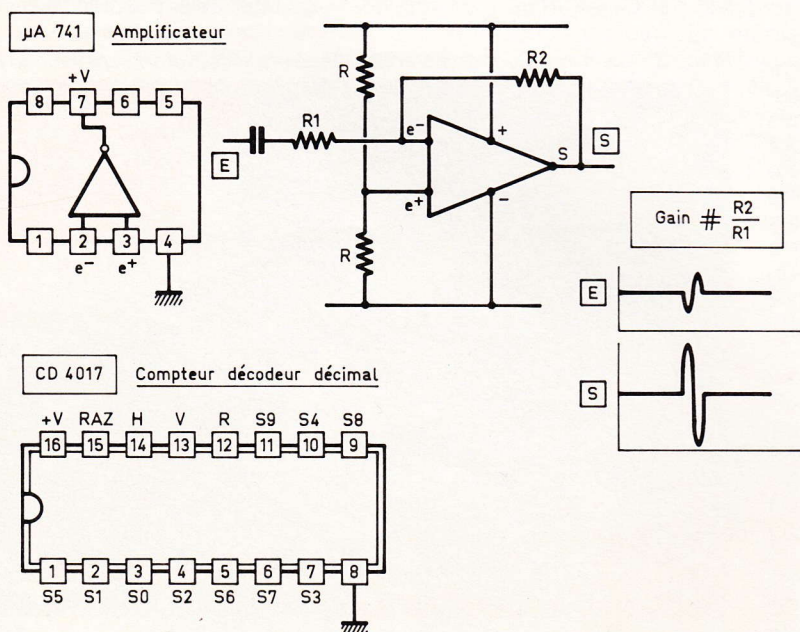 µA 741 Amplificateur
+V
8 7 6 5
1 2 3 4
e- e+
R
R1
R2
E
e-
+
S
S
e+
-
R
Gain # R2
R1
E
S
CD 4017 Compteur décodeur décimal
+V RAZ H V R S9 S4 S8
16 15 14 13 12 11 10 9
1 2 3 4 5 6 7 8
S5 S1 S0 S2 S6 S7 S3